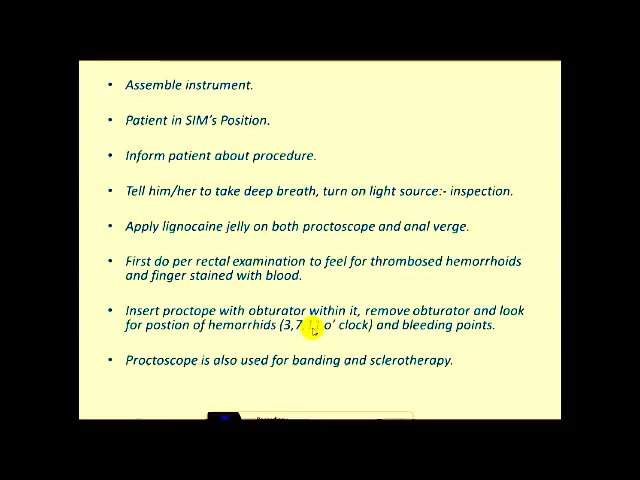 • Assemble instrument.
• Patient in SIM's Position.
• Inform patient about procedure.
• Tell him/her to take deep breath, turn on light source:- inspection.
• Apply lignocaine jelly on both proctoscope and anal verge.
• First do per rectal examination to feel for thrombosed hemorrhoids
and finger stained with blood.
• Insert proctope with obturator within it, remove obturator and look
for postion of hemorrhids (3,7,11 o' clock) and bleeding points.
• Proctoscope is also used for banding and sclerotherapy.